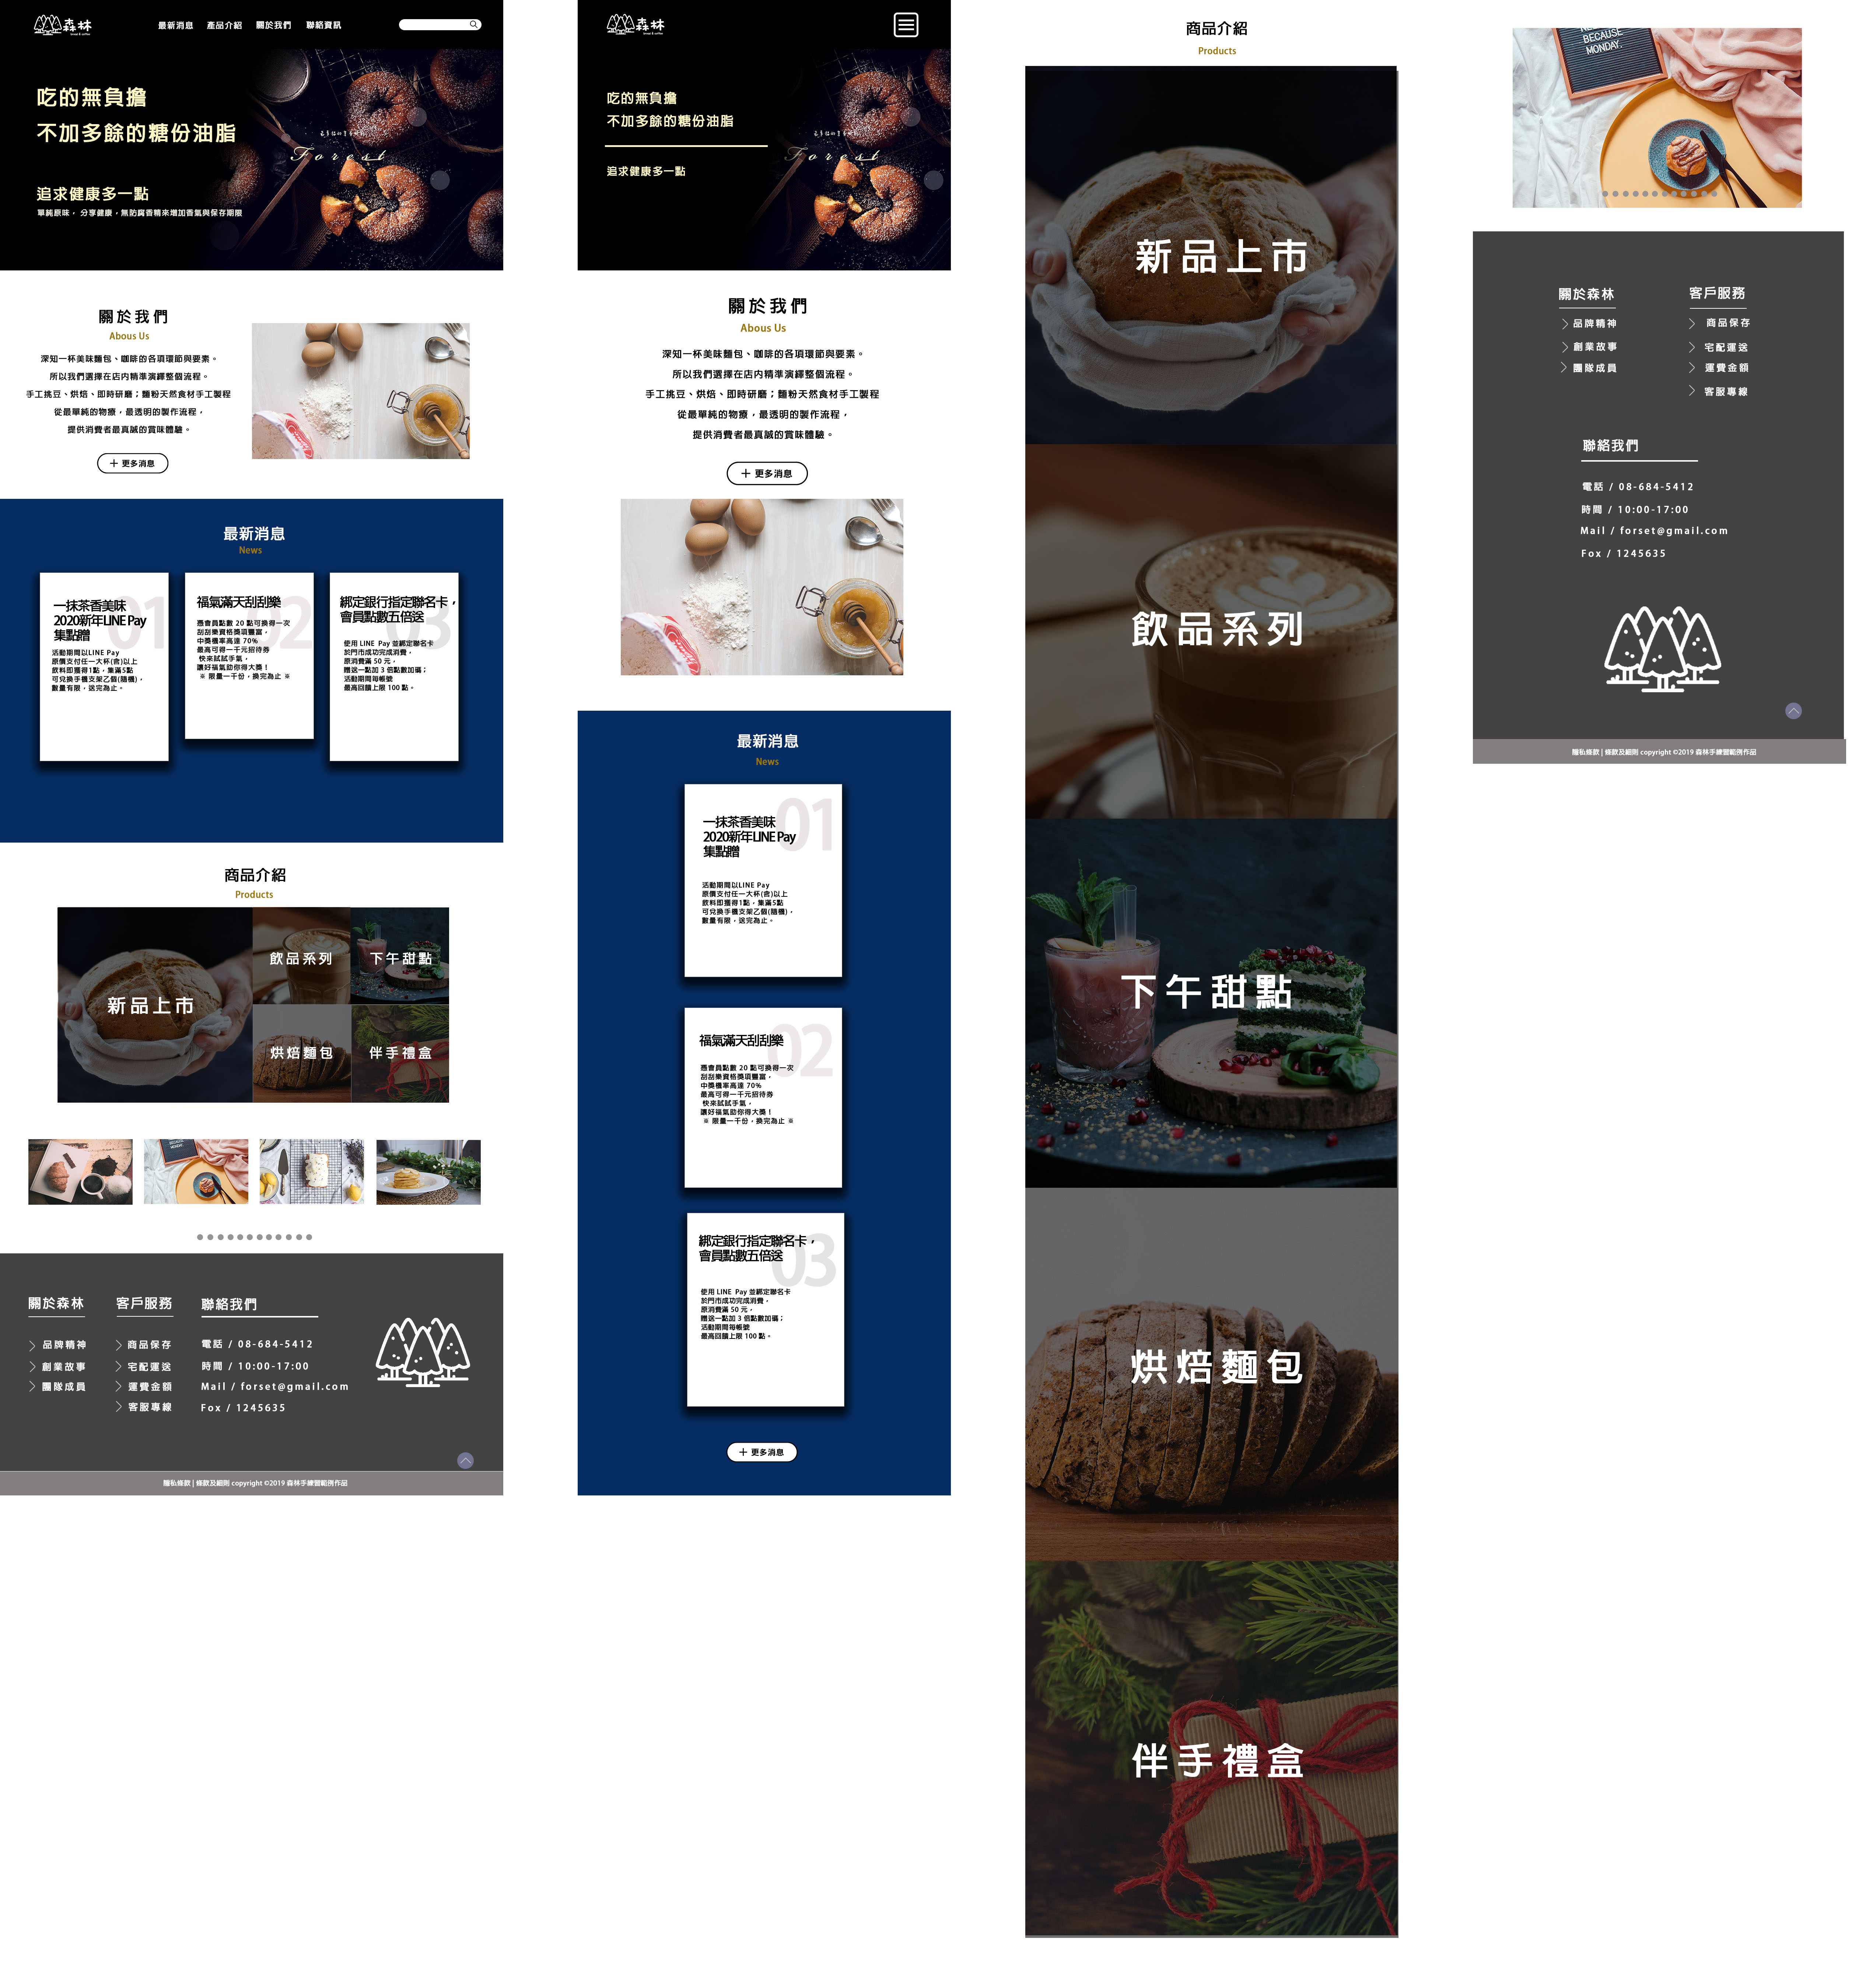 森林
bread & coffee
最新消息 產品介紹 關於我們 聯絡資訊
吃的無負擔
不加多餘的糖份油脂
Forest
追求健康多一點
單純原味， 分享健康，無防腐香精來增加香氣與保存期限
關於我們
Abous Us
深知一杯美味麵包、咖啡的各項環節與要素。
所以我們選擇在店內精準演繹整個流程。
手工挑豆、烘焙、即時研磨；麵粉天然食材手工製程
從最單純的物療，最透明的製作流程，
提供消費者最真誠的賞味體驗。
更多消息
最新消息
News
01
一抹茶香美味
2020新年LINE Pay
集點贈
活動期間以LINE Pay
原價支付任一大杯(含)以上
飲料即獲得1點，集滿5點
可兌換手機支架乙個(隨機)，
數量有限，送完為止。
02
福氣滿天刮刮樂
憑會員點數 20 點可換得一次
刮刮樂資格獎項豐富，
中獎機率高達 70%
最高可得一千元招待券
快來試試手氣，
讓好福氣助你得大獎！
※ 限量一千份，換完為止 ※
03
綁定銀行指定聯名卡，
會員點數五倍送
使用 LINE Pay 並綁定聯名卡
於門市成功完成消費，
原消費滿 50 元，
贈送一點加 3 倍點數加碼；
活動期間每帳號
最高回饋上限 100 點。
商品介紹
Products
新品上市
飲品系列
下午甜點
烘焙麵包
伴手禮盒
BECAUSE
MONDAY.
關於森林
品牌精神
創業故事
團隊成員
客戶服務
商品保存
宅配運送
運費金額
客服專線
聯絡我們
電話 / 08-684-5412
時間 / 10:00-17:00
Mail / forset@gmail.com
Fox / 1245635
隱私條款 | 條款及細則 copyright ©2019 森林手練習範例作品
森林
bread & coffee
吃的無負擔
不加多餘的糖份油脂
Forest
追求健康多一點
關於我們
Abous Us
深知一杯美味麵包、咖啡的各項環節與要素。
所以我們選擇在店內精準演繹整個流程。
手工挑豆、烘焙、即時研磨；麵粉天然食材手工製程
從最單純的物療，最透明的製作流程，
提供消費者最真誠的賞味體驗。
更多消息
最新消息
News
01
一抹茶香美味
2020新年LINE Pay
集點贈
活動期間以LINE Pay
原價支付任一大杯(含)以上
飲料即獲得1點，集滿5點
可兌換手機支架乙個(隨機)，
數量有限，送完為止。
02
福氣滿天刮刮樂
憑會員點數 20 點可換得一次
刮刮樂資格獎項豐富，
中獎機率高達 70%
最高可得一千元招待券
快來試試手氣，
讓好福氣助你得大獎！
※ 限量一千份，換完為止 ※
03
綁定銀行指定聯名卡，
會員點數五倍送
使用 LINE Pay 並綁定聯名卡
於門市成功完成消費，
原消費滿 50 元，
贈送一點加 3 倍點數加碼；
活動期間每帳號
最高回饋上限 100 點。
更多消息
商品介紹
Products
新品上市
飲品系列
下午甜點
烘焙麵包
伴手禮盒
BECAUSE
MONDAY.
關於森林
品牌精神
創業故事
團隊成員
客戶服務
商品保存
宅配運送
運費金額
客服專線
聯絡我們
電話 / 08-684-5412
時間 / 10:00-17:00
Mail / forset@gmail.com
Fox / 1245635
隱私條款 | 條款及細則 copyright ©2019 森林手練習範例作品